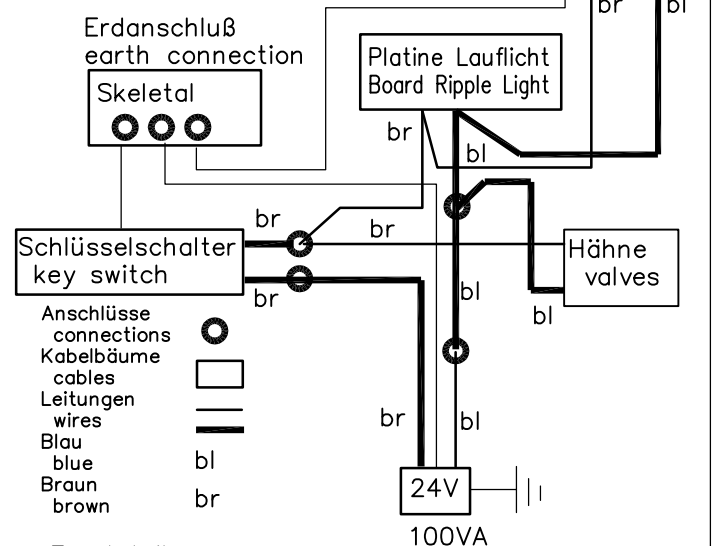 br
bl
Erdanschluß
earth connection
Platine Lauflicht
Board Ripple Light
Skeletal
br
bl
br
br
Schlüsselschalter
key switch
Hähne
valves
br
bl
bl
Anschlüsse
connections
Kabelbäume
cables
Leitungen
wires
br
bl
Blau
blue
bl
Braun
brown
br
24V
100VA